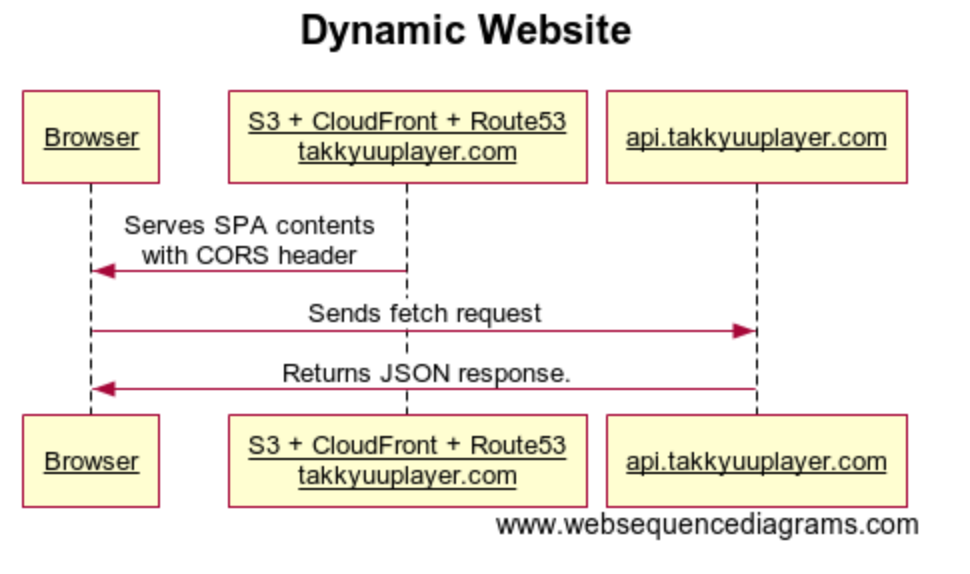 Dynamic Website
Browser
S3 + CloudFront + Route53
takkyuuplayer.com
api.takkyuuplayer.com
Serves SPA contents
with CORS header
Sends fetch request
Returns JSON response.
Browser
S3 + CloudFront + Route53
takkyuuplayer.com
api.takkyuuplayer.com
www.websequencediagrams.com